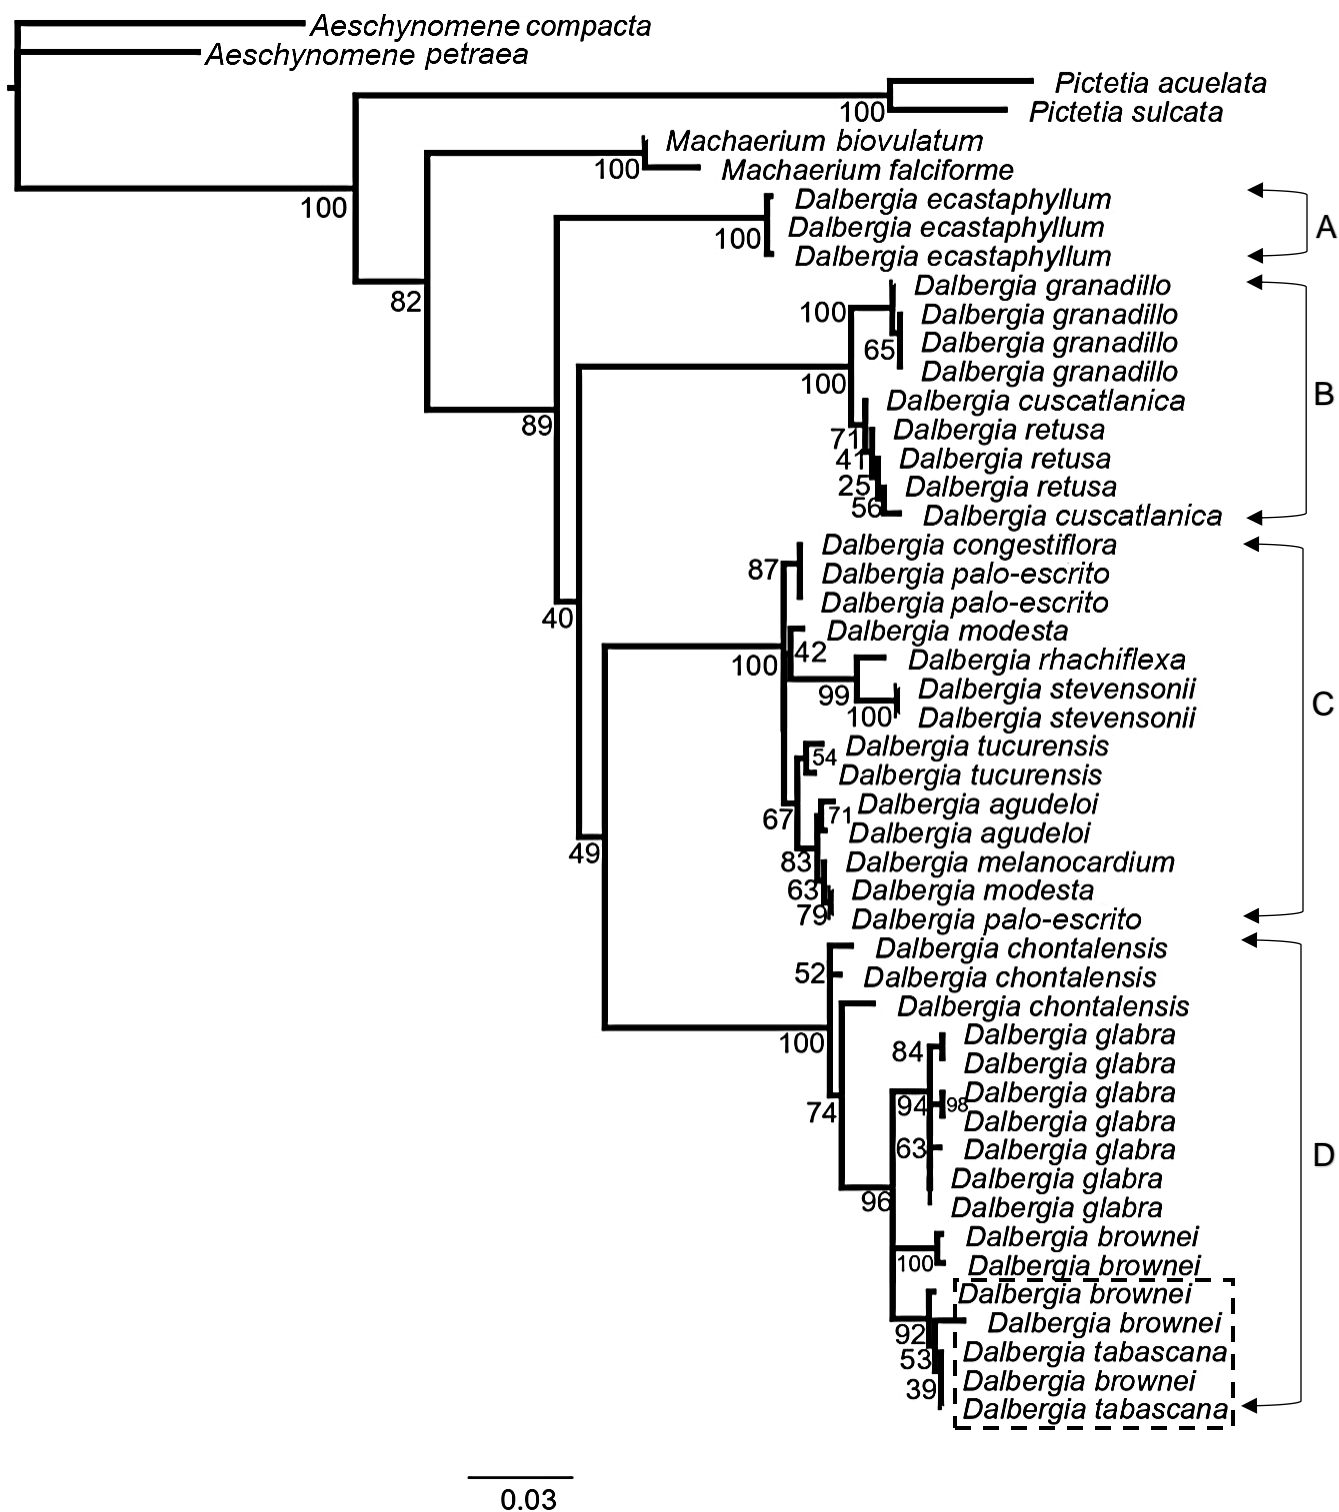 Aeschynomene compacta
Aeschynomene petraea
Pictetia acuelata
100
Pictetia sulcata
Machaerium biovulatum
100
Machaerium falciforme
100
Dalbergia ecastaphyllum
Dalbergia ecastaphyllum
A
100
Dalbergia ecastaphyllum
82
Dalbergia granadillo
100
Dalbergia granadillo
65
Dalbergia granadillo
Dalbergia granadillo
100
B
Dalbergia cuscatlanica
89
71
Dalbergia retusa
41
Dalbergia retusa
25
Dalbergia retusa
56
Dalbergia cuscatlanica
Dalbergia congestiflora
87
Dalbergia palo-escrito
Dalbergia palo-escrito
40
Dalbergia modesta
42
100
Dalbergia rhachiflexa
99
Dalbergia stevensonii
C
100
Dalbergia stevensonii
Dalbergia tucurensis
54
Dalbergia tucurensis
Dalbergia agudeloi
71
67
Dalbergia agudeloi
49
83
Dalbergia melanocardium
63
Dalbergia modesta
79
Dalbergia palo-escrito
Dalbergia chontalensis
52
Dalbergia chontalensis
Dalbergia chontalensis
100
Dalbergia glabra
84
Dalbergia glabra
Dalbergia glabra
94
98
74
Dalbergia glabra
63
Dalbergia glabra
D
Dalbergia glabra
96
Dalbergia glabra
Dalbergia brownei
100
Dalbergia brownei
Dalbergia brownei
92
Dalbergia brownei
53
Dalbergia tabascana
39
Dalbergia brownei
Dalbergia tabascana
0.03